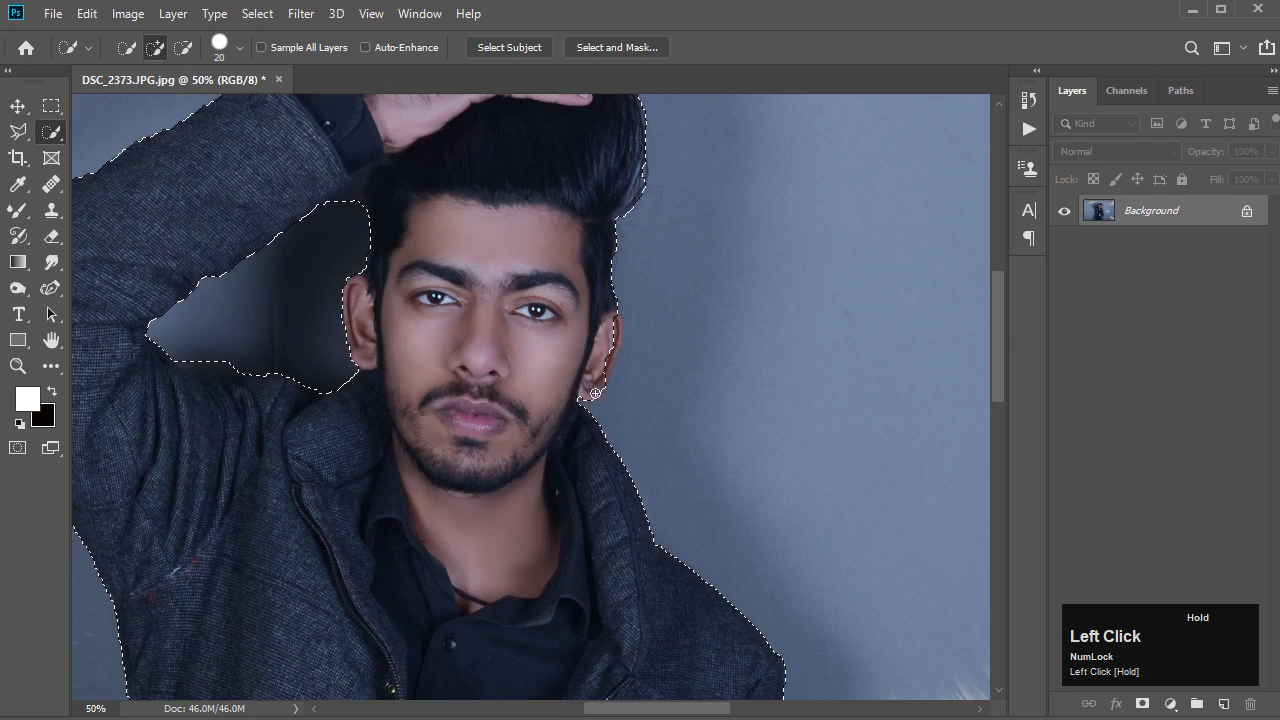 Ps File Edit Image Layer Type Select Filter 3D View Window Help
20 Sample All Layers Auto-Enhance Select Subject Select and Mask...
DSC_2373.JPG.jpg @ 50% (RGB/8) * ×
Layers Channels Paths
Kind
Normal Opacity: 100%
Lock: Fill: 100%
Background
Hold
Left Click
NumLock
Left Click [Hold]
50% Doc: 46.0M/46.0M